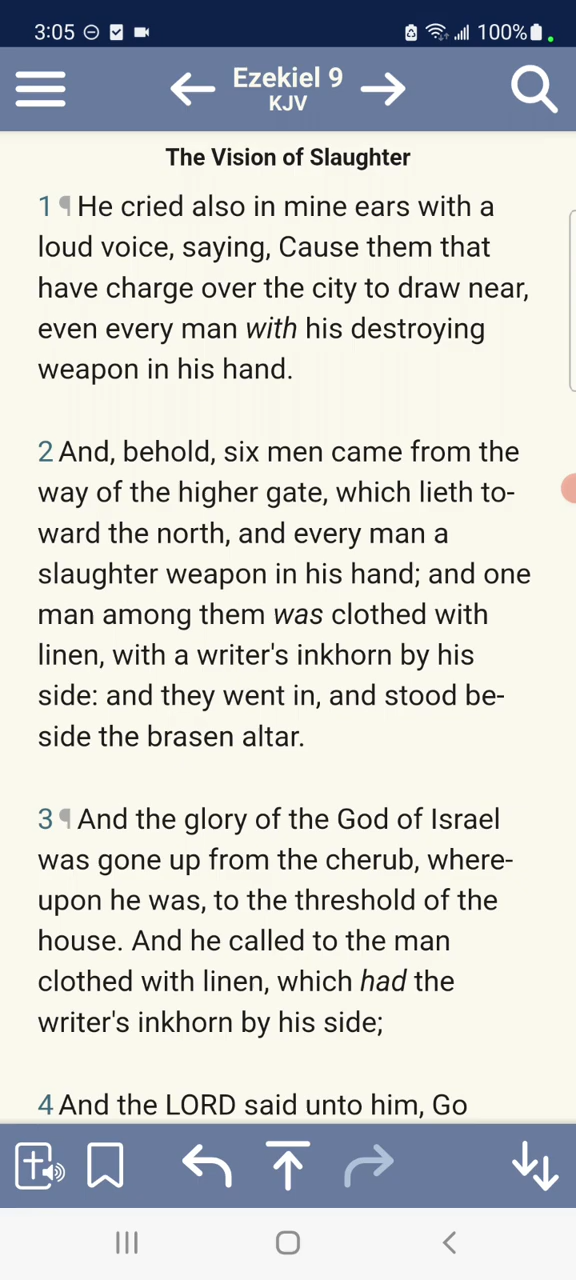 3:05 100%
Ezekiel 9
KJV
The Vision of Slaughter
1 ¶ He cried also in mine ears with a
loud voice, saying, Cause them that
have charge over the city to draw near,
even every man with his destroying
weapon in his hand.
2 And, behold, six men came from the
way of the higher gate, which lieth to-
ward the north, and every man a
slaughter weapon in his hand; and one
man among them was clothed with
linen, with a writer's inkhorn by his
side: and they went in, and stood be-
side the brasen altar.
3 ¶ And the glory of the God of Israel
was gone up from the cherub, where-
upon he was, to the threshold of the
house. And he called to the man
clothed with linen, which had the
writer's inkhorn by his side;
4 And the LORD said unto him, Go